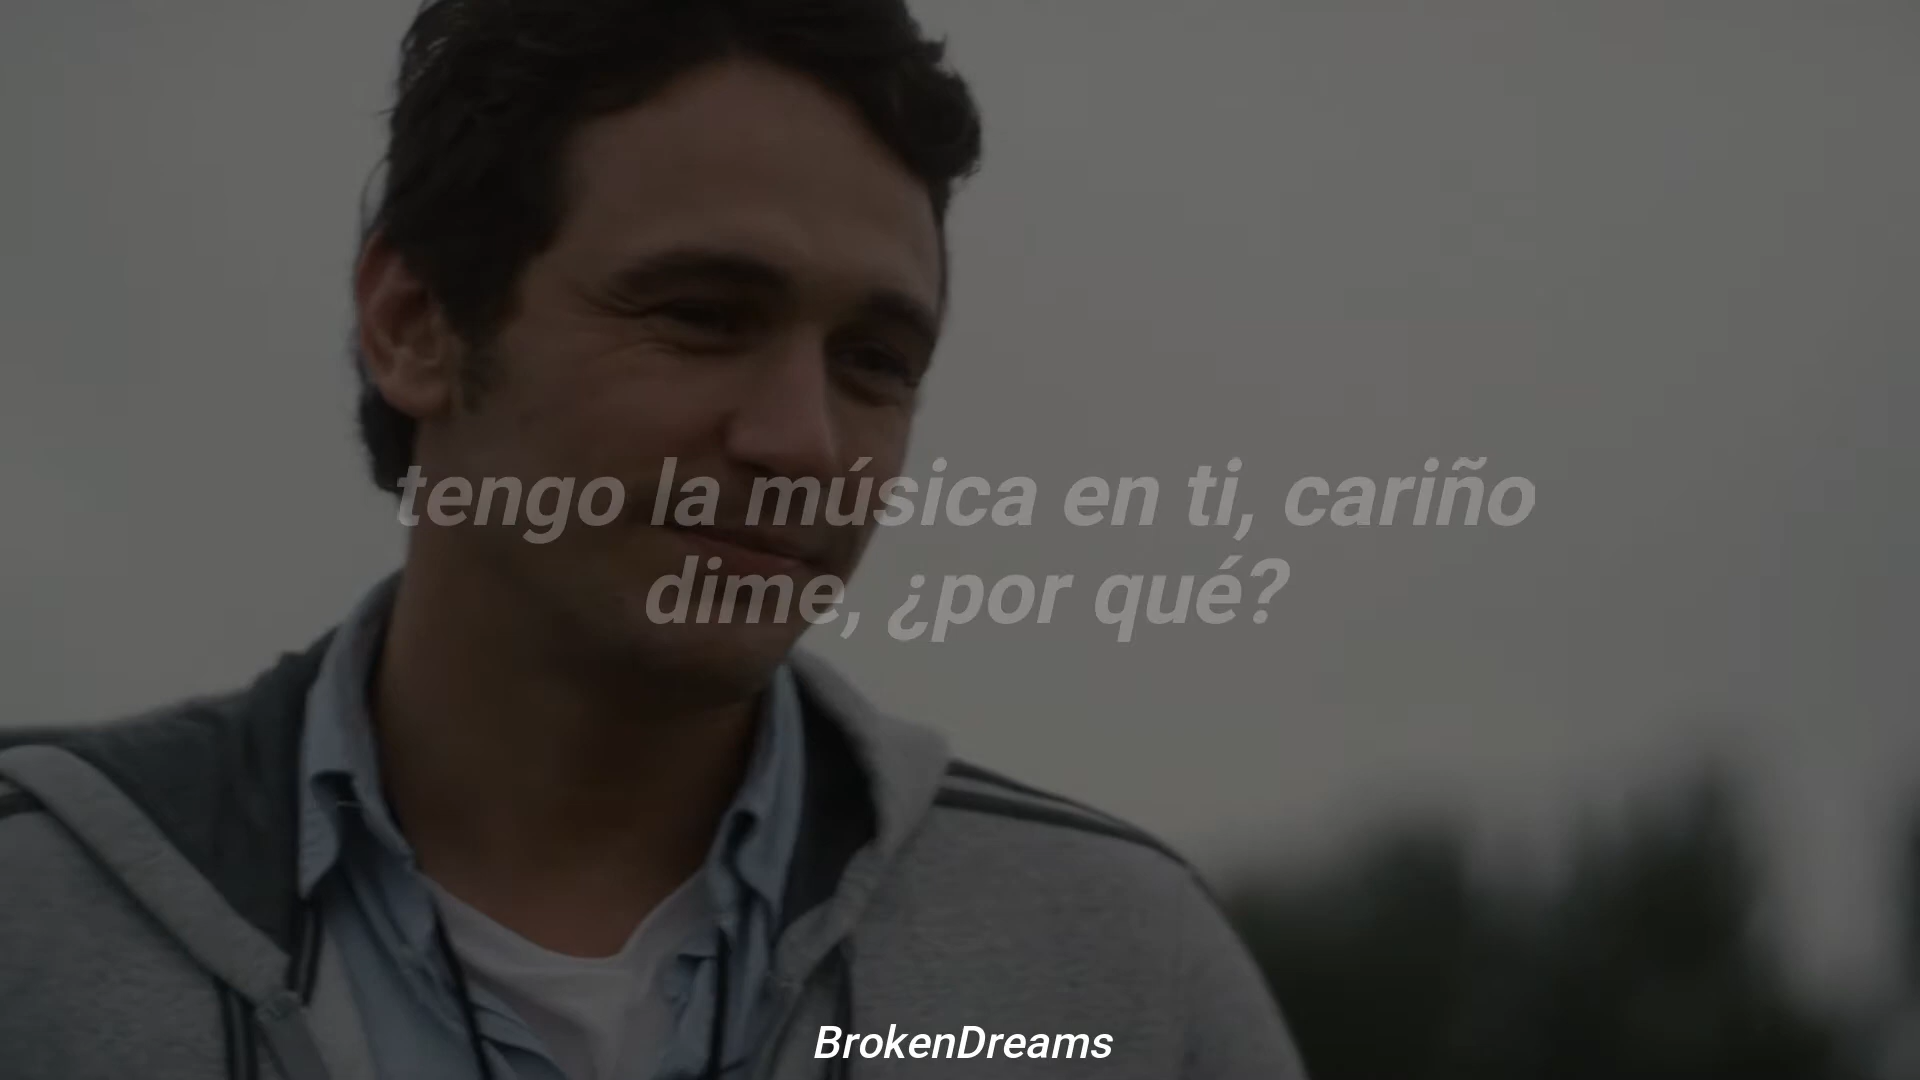 tengo la música en ti, cariño
dime, ¿por qué?
BrokenDreams